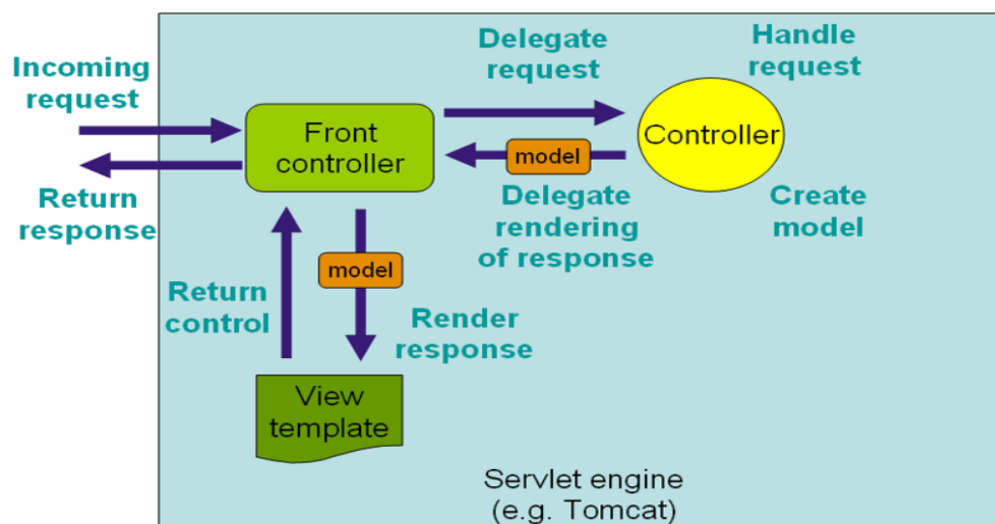 Incoming
request
Return
response
Front
controller
Delegate
request
model
Delegate
rendering
of response
Handle
request
Controller
Create
model
Return
control
model
Render
response
View
template
Servlet engine
(e.g. Tomcat)